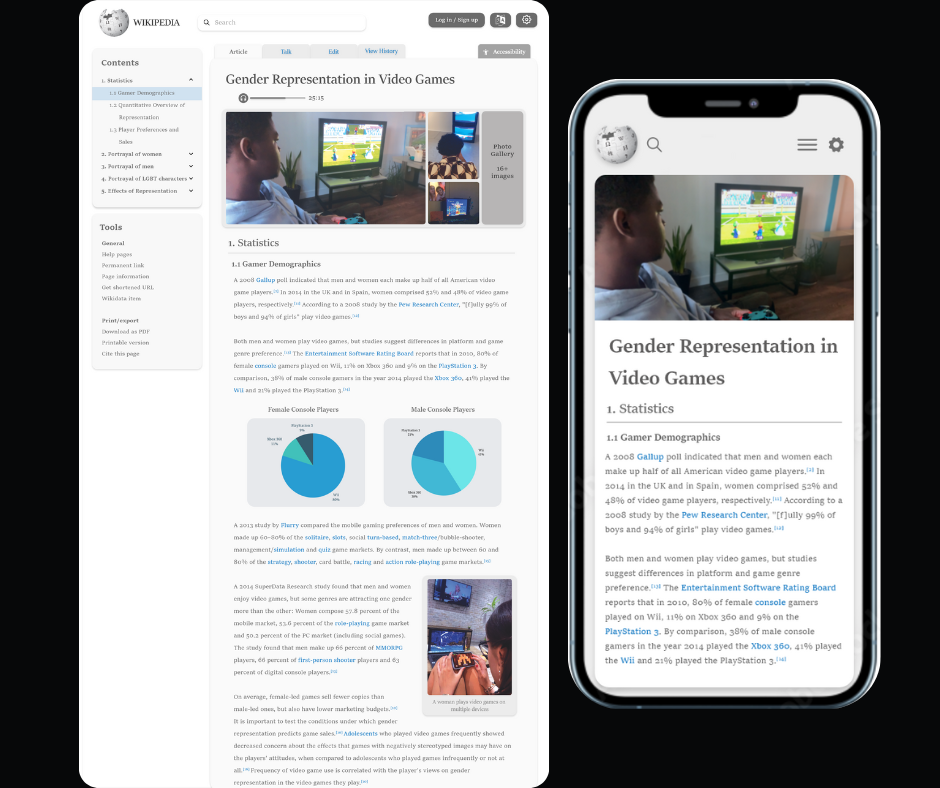 WIKIPEDIA
Search
Log in / Sign up
Article
Talk
Edit
View History
Accessibility
Contents
1. Statistics
1.1 Gamer Demographics
1.2 Quantitative Overview of
Representation
1.3 Player Preferences and
Sales
2. Portrayal of women
3. Portrayal of men
4. Portrayal of LGBT characters
5. Effects of Representation
Tools
General
Help pages
Permanent link
Page information
Get shortened URL
Wikidata item
Print/export
Download as PDF
Printable version
Cite this page
Gender Representation in Video Games
25:15
Photo
Gallery
16+
images
1. Statistics
1.1 Gamer Demographics
A 2008 Gallup poll indicated that men and women each make up half of all American video
game players.[1] In 2014 in the UK and in Spain, women comprised 52% and 48% of video game
players, respectively.[11] According to a 2008 study by the Pew Research Center, "[f]ully 99% of
boys and 94% of girls" play video games.[12]
Both men and women play video games, but studies suggest differences in platform and game
genre preference.[13] The Entertainment Software Rating Board reports that in 2010, 80% of
female console gamers played on Wii, 11% on Xbox 360 and 9% on the PlayStation 3. By
comparison, 38% of male console gamers in the year 2014 played the Xbox 360, 41% played the
Wii and 21% played the PlayStation 3.[14]
Female Console Players
PlayStation 3
9%
Xbox 360
11%
Wii
80%
Male Console Players
PlayStation 3
21%
Wii
41%
Xbox 360
38%
A 2013 study by Flurry compared the mobile gaming preferences of men and women. Women
made up 60–80% of the solitaire, slots, social turn-based, match-three/bubble-shooter,
management/simulation and quiz game markets. By contrast, men made up between 60 and
80% of the strategy, shooter, card battle, racing and action role-playing game markets.[15]
A 2014 SuperData Research study found that men and women
enjoy video games, but some genres are attracting one gender
more than the other: Women compose 57.8 percent of the
mobile market, 53.6 percent of the role-playing game market
and 50.2 percent of the PC market (including social games).
The study found that men make up 66 percent of MMORPG
players, 66 percent of first-person shooter players and 63
percent of digital console players.
A woman plays video games on
multiple devices
On average, female-led games sell fewer copies than
male-led ones, but also have lower marketing budgets.
It is important to test the conditions under which gender
representation predicts game sales. Adolescents who played video games frequently showed
decreased concern about the effects that games with negatively stereotyped images may have on
the players' attitudes, when compared to adolescents who played games infrequently or not at
all. Frequency of video game use is correlated with the player's views on gender
representation in the video games they play.
Gender Representation in
Video Games
1. Statistics
1.1 Gamer Demographics
A 2008 Gallup poll indicated that men and women each
make up half of all American video game players.[1] In
2014 in the UK and in Spain, women comprised 52% and
48% of video game players, respectively.[11] According to a
2008 study by the Pew Research Center, "[f]ully 99% of
boys and 94% of girls" play video games.[12]
Both men and women play video games, but studies
suggest differences in platform and game genre
preference.[13] The Entertainment Software Rating Board
reports that in 2010, 80% of female console gamers
played on Wii, 11% on Xbox 360 and 9% on the
PlayStation 3. By comparison, 38% of male console
gamers in the year 2014 played the Xbox 360, 41% played
the Wii and 21% played the PlayStation 3.[14]